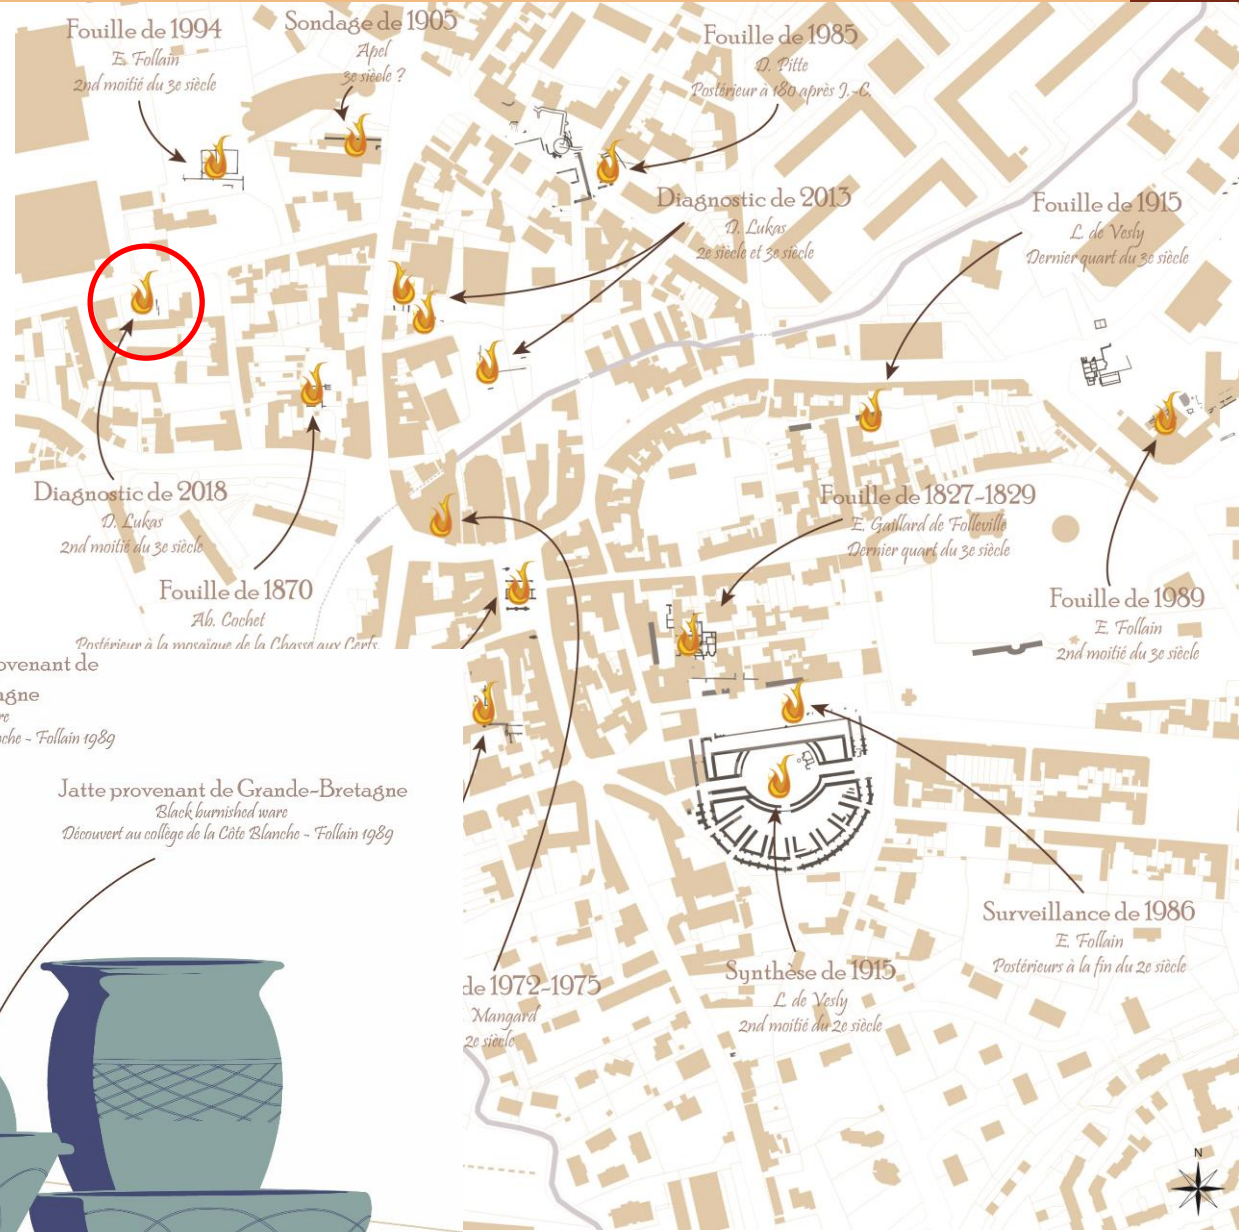 Fouille de 1994
E. Follain
2nd moitié du 3e siècle
Sondage de 1905
Apel
3e siècle ?
Fouille de 1985
D. Pitte
Postérieur à 180 après J.-C.
Diagnostic de 2013
D. Lukas
2e siècle et 3e siècle
Fouille de 1915
L. de Vesly
Dernier quart du 3e siècle
Diagnostic de 2018
D. Lukas
2nd moitié du 3e siècle
Fouille de 1827-1829
E. Gaillard de Folleville
Dernier quart du 3e siècle
Fouille de 1870
Ab. Cochet
Postérieur à la mosaïque de la Chasse aux Cerfs
Fouille de 1989
E. Follain
2nd moitié du 3e siècle
ovenant de
agne
re
nche - Follain 1989
Jatte provenant de Grande-Bretagne
Black burnished ware
Découvert au collège de la Côte Blanche - Follain 1989
Surveillance de 1986
E. Follain
Postérieurs à la fin du 2e siècle
Synthèse de 1915
L. de Vesly
2nd moitié du 2e siècle
de 1972-1975
Mangard
2e siècle
N